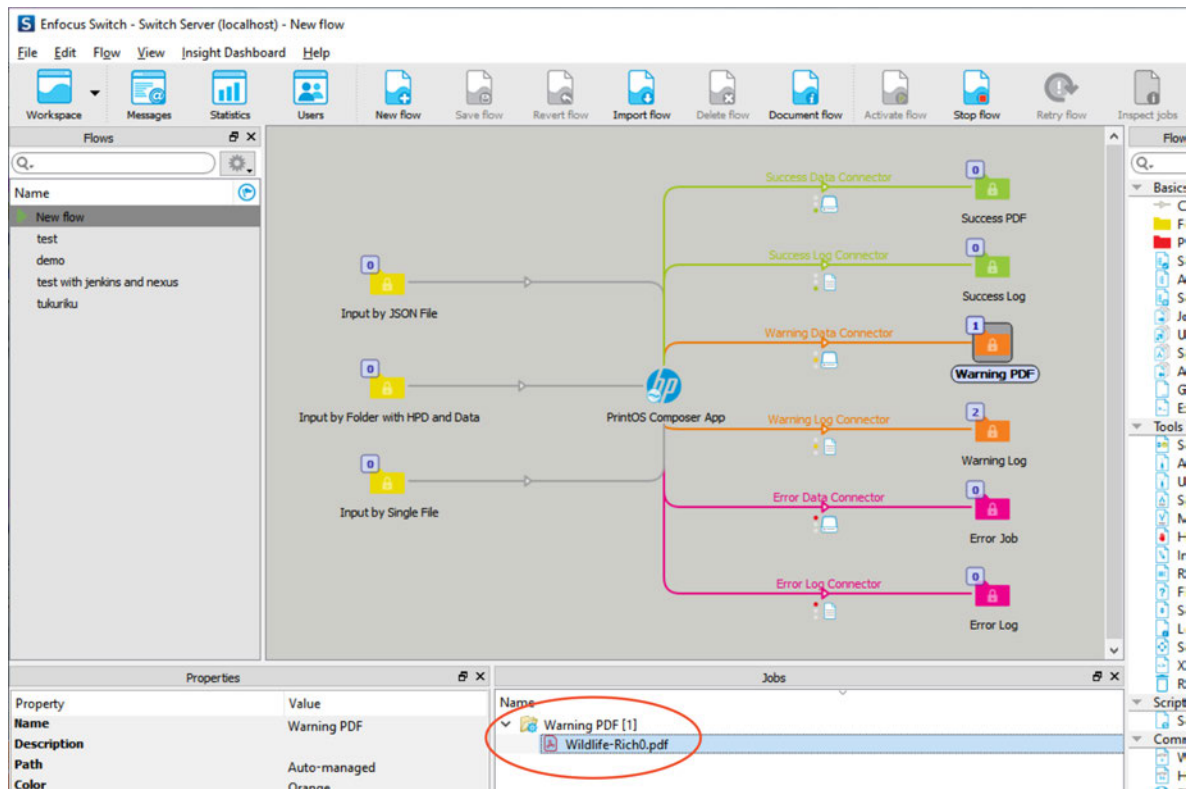 S Enfocus Switch - Switch Server (localhost) - New flow
File Edit Flow View Insight Dashboard Help
Workspace Messages Statistics Users New flow Save flow Revert flow Import flow Delete flow Document flow Activate flow Stop flow Retry flow Inspect jobs
Flows
Name
New flow
test
demo
test with jenkins and nexus
tukuriku
0
Input by JSON File
0
Input by Folder with HPD and Data
0
Input by Single File
hp
PrintOS Composer App
Success Data Connector
0
Success PDF
Success Log Connector
0
Success Log
Warning Data Connector
1
Warning PDF
Warning Log Connector
2
Warning Log
Error Data Connector
0
Error Job
Error Log Connector
0
Error Log
Basics
Tools
Properties
Property Value
Name Warning PDF
Description
Path Auto-managed
Color Orange
Jobs
Name
Warning PDF [1]
Wildlife-Rich0.pdf